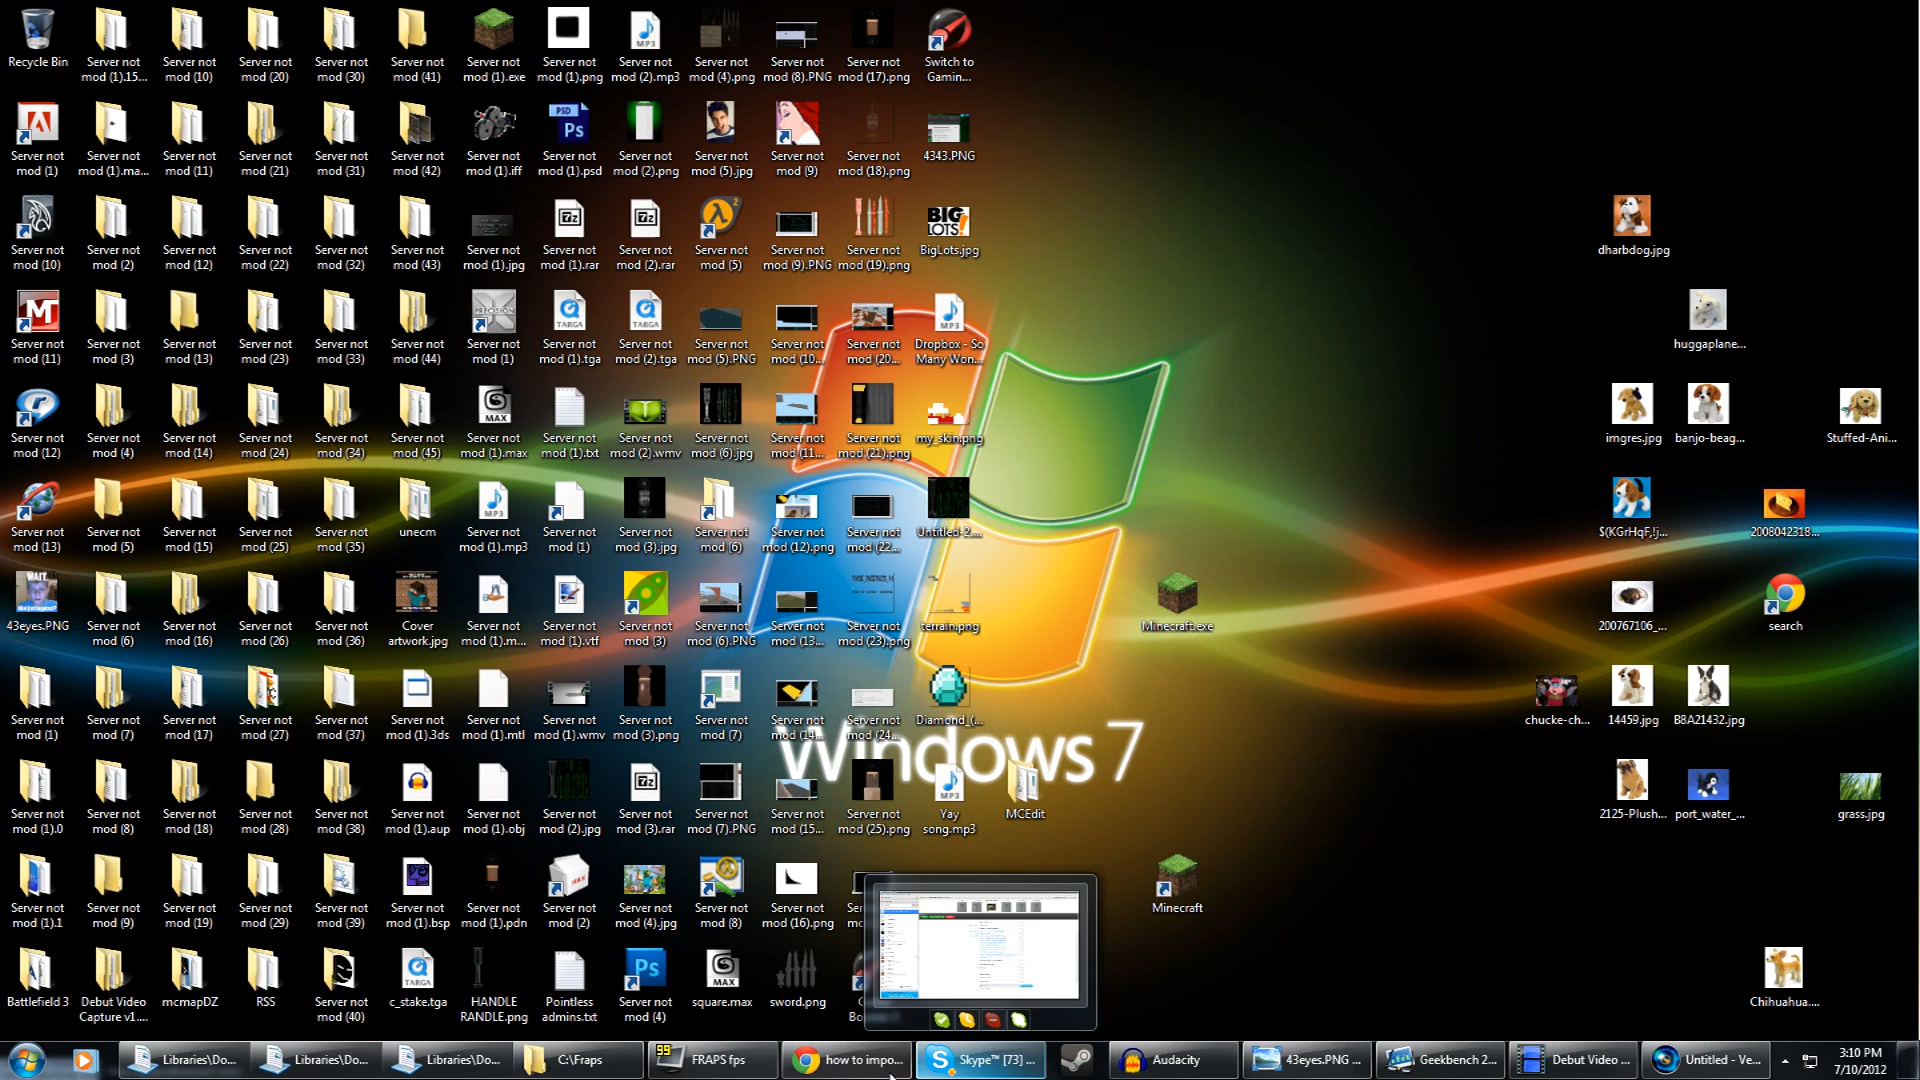 Recycle Bin
Server not mod (1).15...
Server not mod (10)
Server not mod (20)
Server not mod (30)
Server not mod (41)
Server not mod (1).exe
Server not mod (1).png
Server not mod (2).mp3
Server not mod (4).png
Server not mod (8).PNG
Server not mod (17).png
Switch to Gamin...
Server not mod (1)
Server not mod (1).ma...
Server not mod (11)
Server not mod (21)
Server not mod (31)
Server not mod (42)
Server not mod (1).iff
Server not mod (1).psd
Server not mod (2).png
Server not mod (5).jpg
Server not mod (9)
Server not mod (18).png
4343.PNG
Server not mod (10)
Server not mod (2)
Server not mod (12)
Server not mod (22)
Server not mod (32)
Server not mod (43)
Server not mod (1).jpg
Server not mod (1).rar
Server not mod (2).rar
Server not mod (5)
Server not mod (9).PNG
Server not mod (19).png
BIG LOTS!
BigLots.jpg
dharbdog.jpg
Server not mod (11)
Server not mod (3)
Server not mod (13)
Server not mod (23)
Server not mod (33)
Server not mod (44)
Server not mod (1)
Server not mod (1).tga
Server not mod (2).tga
Server not mod (5).PNG
Server not mod (10...
Server not mod (20...
Dropbox - So Many Won...
huggaplane...
Server not mod (12)
Server not mod (4)
Server not mod (14)
Server not mod (24)
Server not mod (34)
Server not mod (45)
Server not mod (1).max
Server not mod (1).txt
Server not mod (2).wmv
Server not mod (6).jpg
Server not mod (11...
Server not mod (21).png
my_skin.png
imgres.jpg
banjo-beag...
Stuffed-Ani...
Server not mod (13)
Server not mod (5)
Server not mod (15)
Server not mod (25)
Server not mod (35)
unecm
Server not mod (1).mp3
Server not mod (1)
Server not mod (3).jpg
Server not mod (6)
Server not mod (12).png
Server not mod (22...
Untitled-2....
$(KGrHqF,!j...
2008042318...
43eyes.PNG
Server not mod (6)
Server not mod (16)
Server not mod (26)
Server not mod (36)
Cover artwork.jpg
Server not mod (1).m...
Server not mod (1).vtf
Server not mod (3)
Server not mod (6).PNG
Server not mod (13...
Server not mod (23).png
terrain.png
Minecraft.exe
200767106_...
search
Server not mod (1)
Server not mod (7)
Server not mod (17)
Server not mod (27)
Server not mod (37)
Server not mod (1).3ds
Server not mod (1).mtl
Server not mod (1).wmv
Server not mod (3).png
Server not mod (7)
Server not mod (14...
Server not mod (24...
Diamond_(...
chucke-ch...
14459.jpg
B8A21432.jpg
Windows 7
Server not mod (1).0
Server not mod (8)
Server not mod (18)
Server not mod (28)
Server not mod (38)
Server not mod (1).aup
Server not mod (1).obj
Server not mod (2).jpg
Server not mod (3).rar
Server not mod (7).PNG
Server not mod (15...
Server not mod (25).png
Yay song.mp3
MCEdit
2125-Plush...
port_water_...
grass.jpg
Server not mod (1).1
Server not mod (9)
Server not mod (19)
Server not mod (29)
Server not mod (39)
Server not mod (1).bsp
Server not mod (1).pdn
Server not mod (2)
Server not mod (4).jpg
Server not mod (8)
Server not mod (16).png
Minecraft
Battlefield 3
Debut Video Capture v1....
mcmapDZ
RSS
Server not mod (40)
c_stake.tga
HANDLE RANDLE.png
Pointless admins.txt
Server not mod (4)
square.max
sword.png
Chihuahua....
Libraries\Do...
Libraries\Do...
Libraries\Do...
C:\Fraps
99
FRAPS fps
how to impo...
Skype™ [73] ...
Audacity
43eyes.PNG ...
Geekbench 2...
Debut Video ...
Untitled - Ve...
3:10 PM
7/10/2012